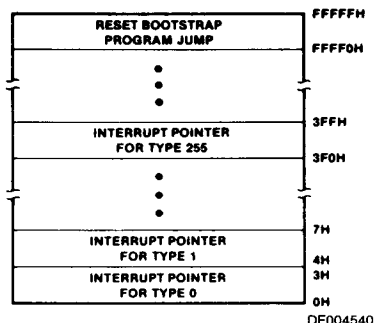 FFFFFH
RESET BOOTSTRAP
PROGRAM JUMP
FFFF0H
3FFH
INTERRUPT POINTER
FOR TYPE 255
3F0H
7H
INTERRUPT POINTER
FOR TYPE 1
4H
3H
INTERRUPT POINTER
FOR TYPE 0
0H
DF004540